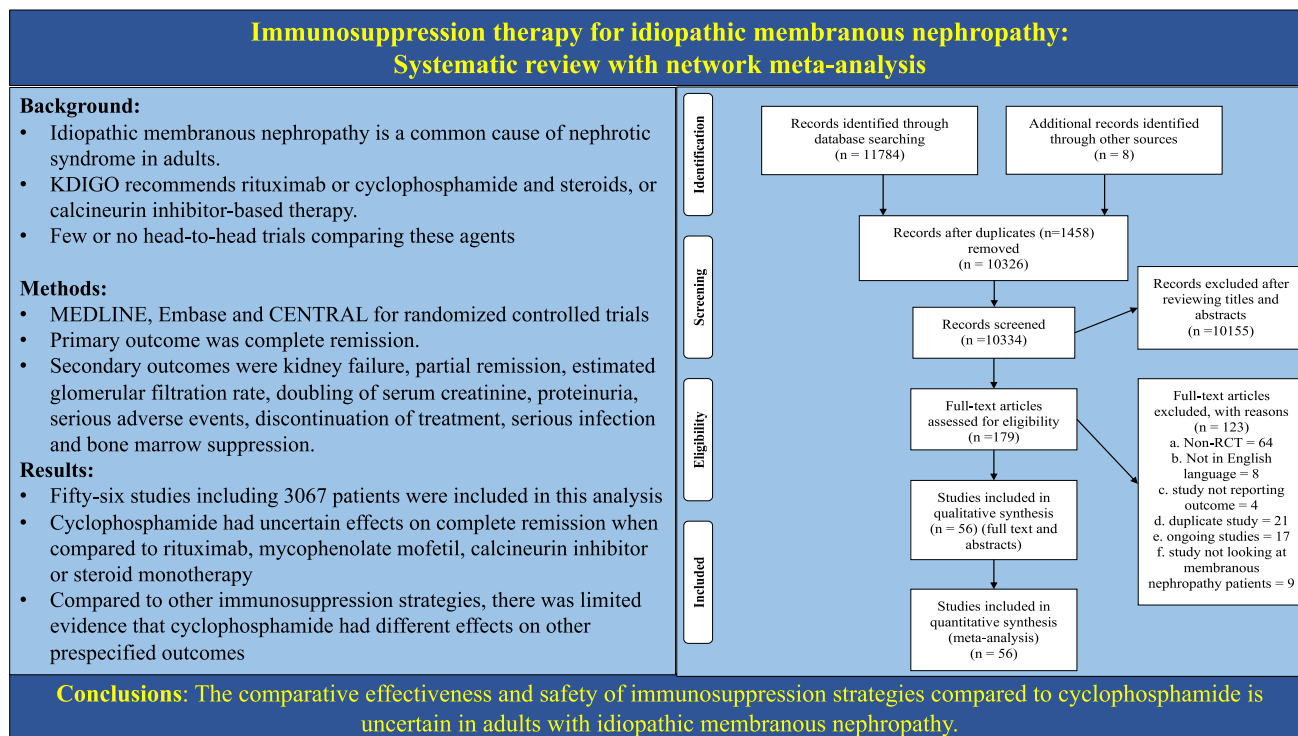 Immunosuppression therapy for idiopathic membranous nephropathy:
Systematic review with network meta-analysis
Background:
• Idiopathic membranous nephropathy is a common cause of nephrotic
syndrome in adults.
• KDIGO recommends rituximab or cyclophosphamide and steroids, or
calcineurin inhibitor-based therapy.
• Few or no head-to-head trials comparing these agents
Methods:
• MEDLINE, Embase and CENTRAL for randomized controlled trials
• Primary outcome was complete remission.
• Secondary outcomes were kidney failure, partial remission, estimated
glomerular filtration rate, doubling of serum creatinine, proteinuria,
serious adverse events, discontinuation of treatment, serious infection
and bone marrow suppression.
Results:
• Fifty-six studies including 3067 patients were included in this analysis
• Cyclophosphamide had uncertain effects on complete remission when
compared to rituximab, mycophenolate mofetil, calcineurin inhibitor
or steroid monotherapy
• Compared to other immunosuppression strategies, there was limited
evidence that cyclophosphamide had different effects on other
prespecified outcomes
Identification
Records identified through
database searching
(n = 11784)
Additional records identified
through other sources
(n = 8)
Screening
Records after duplicates (n=1458)
removed
(n = 10326)
Records screened
(n =10334)
Records excluded after
reviewing titles and
abstracts
(n =10155)
Eligibility
Full-text articles
assessed for eligibility
(n =179)
Full-text articles
excluded, with reasons
(n = 123)
a. Non-RCT = 64
b. Not in English
language = 8
c. study not reporting
outcome = 4
d. duplicate study = 21
e. ongoing studies = 17
f. study not looking at
membranous
nephropathy patients = 9
Included
Studies included in
qualitative synthesis
(n = 56) (full text and
abstracts)
Studies included in
quantitative synthesis
(meta-analysis)
(n = 56)
Conclusions: The comparative effectiveness and safety of immunosuppression strategies compared to cyclophosphamide is
uncertain in adults with idiopathic membranous nephropathy.